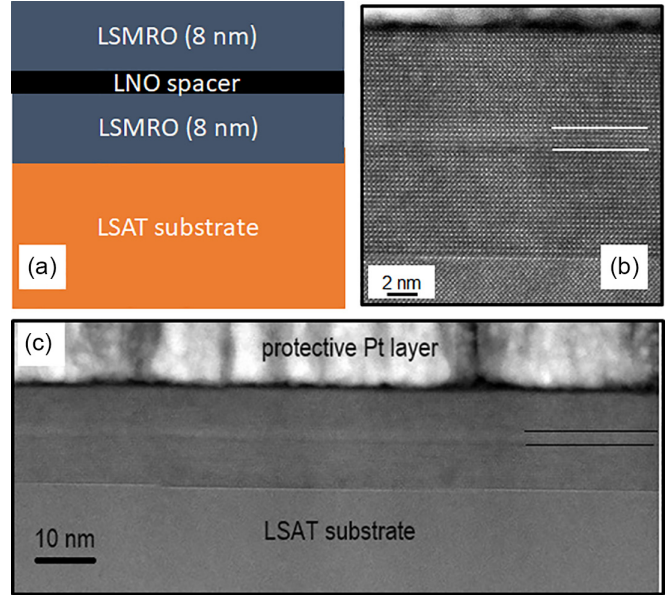 LSMRO (8 nm)
LNO spacer
LSMRO (8 nm)
LSAT substrate
(a)
2 nm
(b)
(c)
protective Pt layer
10 nm
LSAT substrate